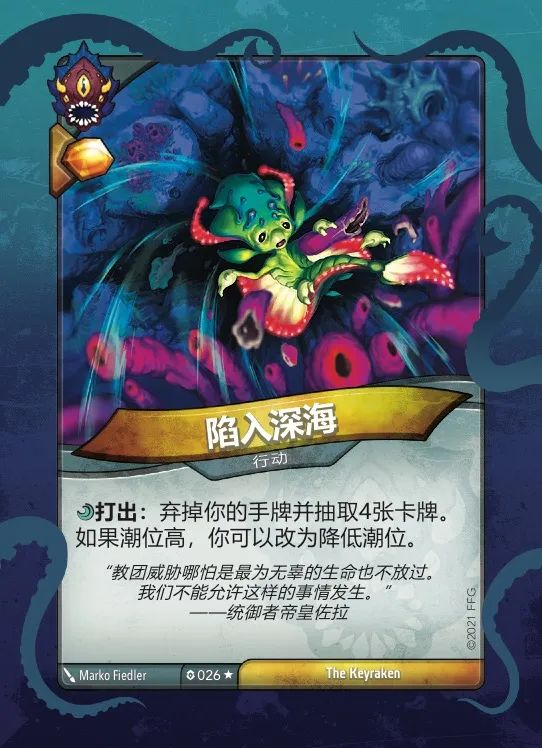 陷入深海
行动
打出：弃掉你的手牌并抽取4张卡牌。
如果潮位高，你可以改为降低潮位。
“教团威胁哪怕是最为无辜的生命也不放过。
我们不能允许这样的事情发生。”
——统御者帝皇佐拉
©2021 FFG
Marko Fiedler
026
The Keyraken